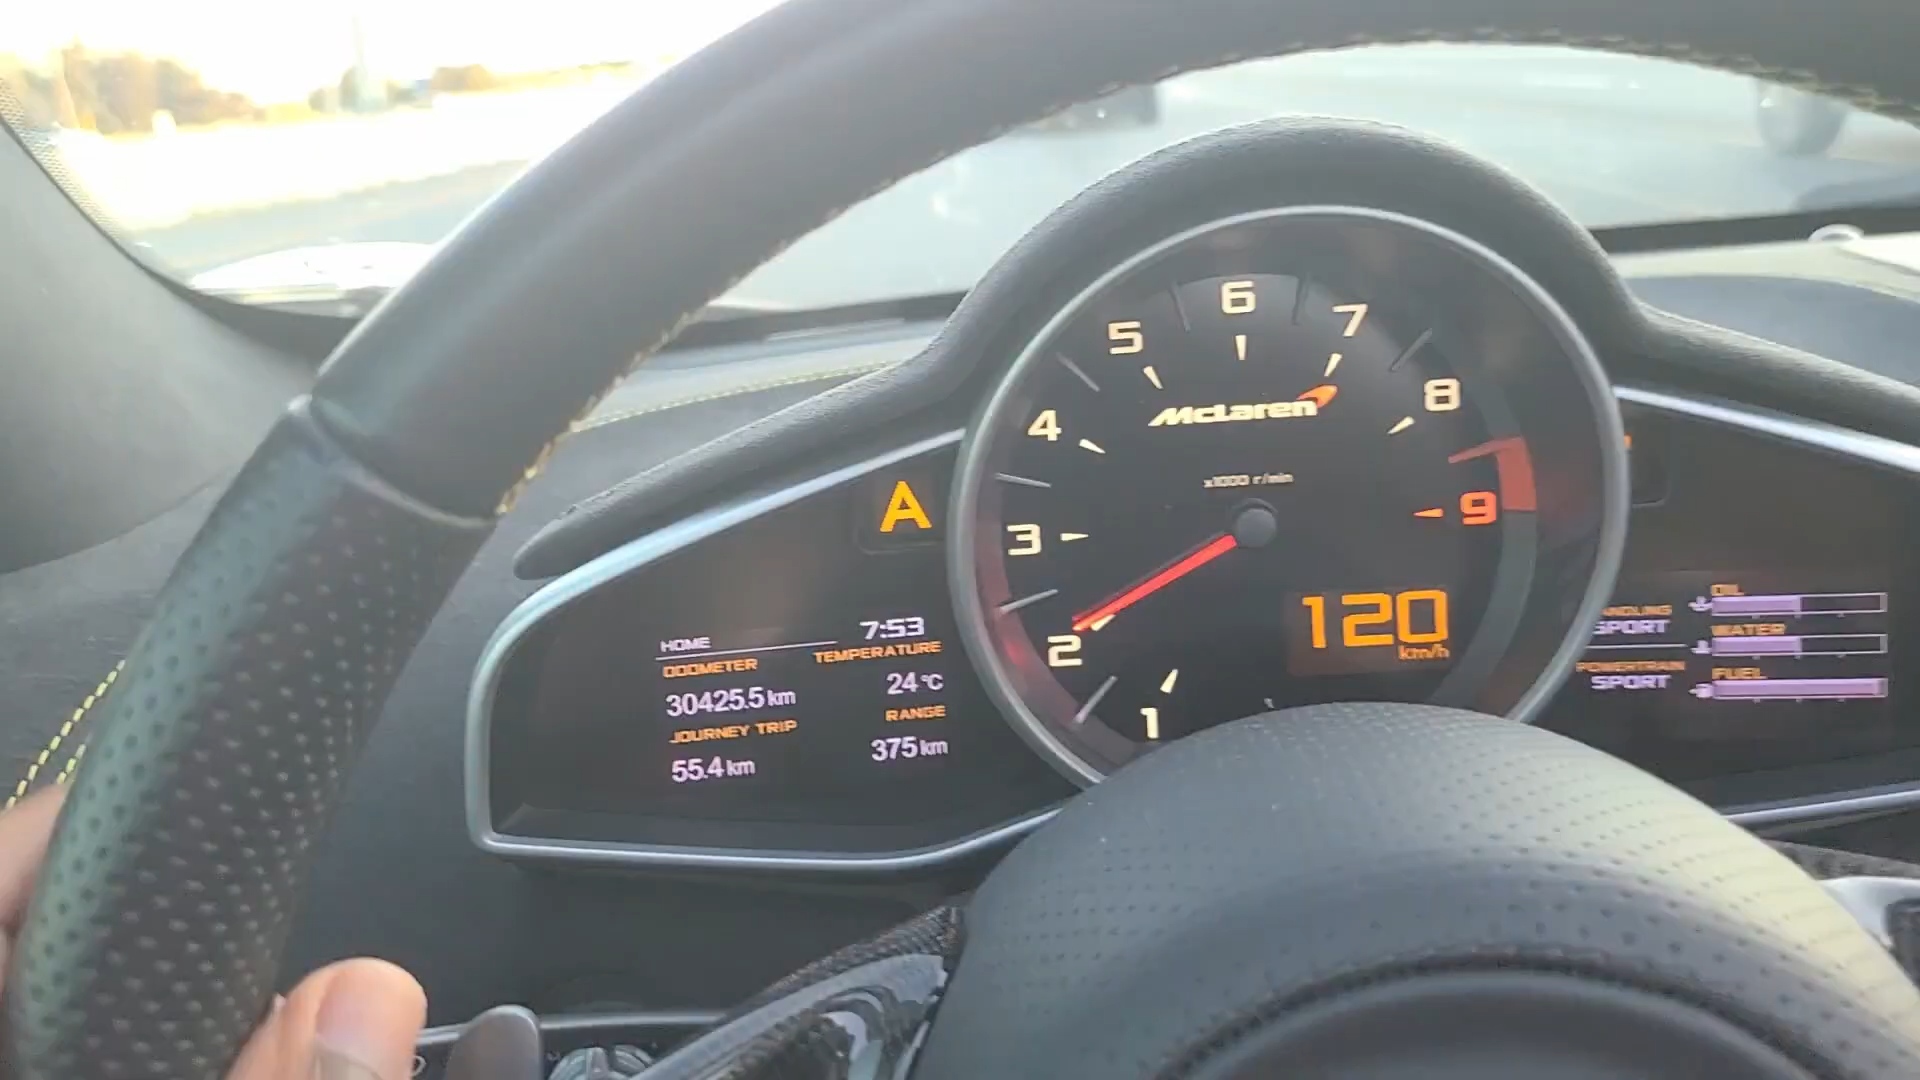 A
HOME 7:53
ODOMETER TEMPERATURE
30425.5 km 24 °C
JOURNEY TRIP RANGE
55.4 km 375 km
1
2
3
4
5
6
7
8
9
McLaren
x1000 r/min
120
km/h
SPORT
POWERTRAIN
SPORT
OIL
WATER
FUEL